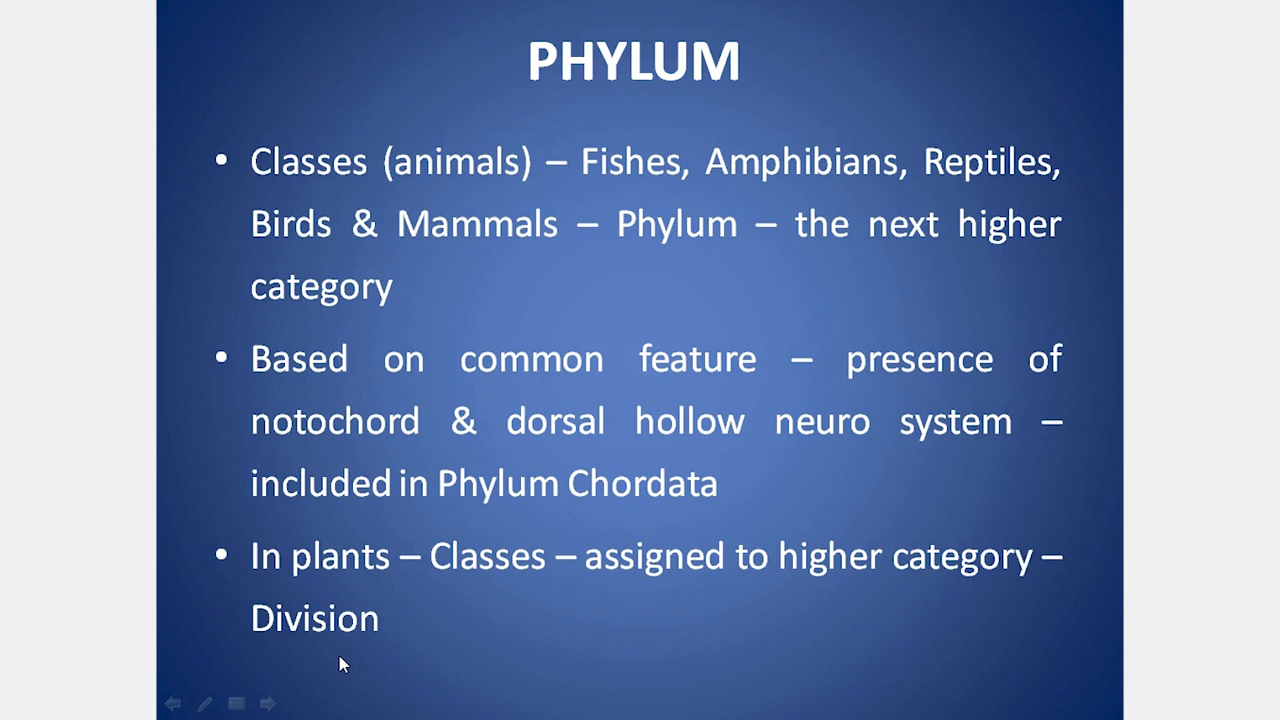 PHYLUM
• Classes (animals) – Fishes, Amphibians, Reptiles,
Birds & Mammals – Phylum – the next higher
category
• Based on common feature – presence of
notochord & dorsal hollow neuro system –
included in Phylum Chordata
• In plants – Classes – assigned to higher category –
Division